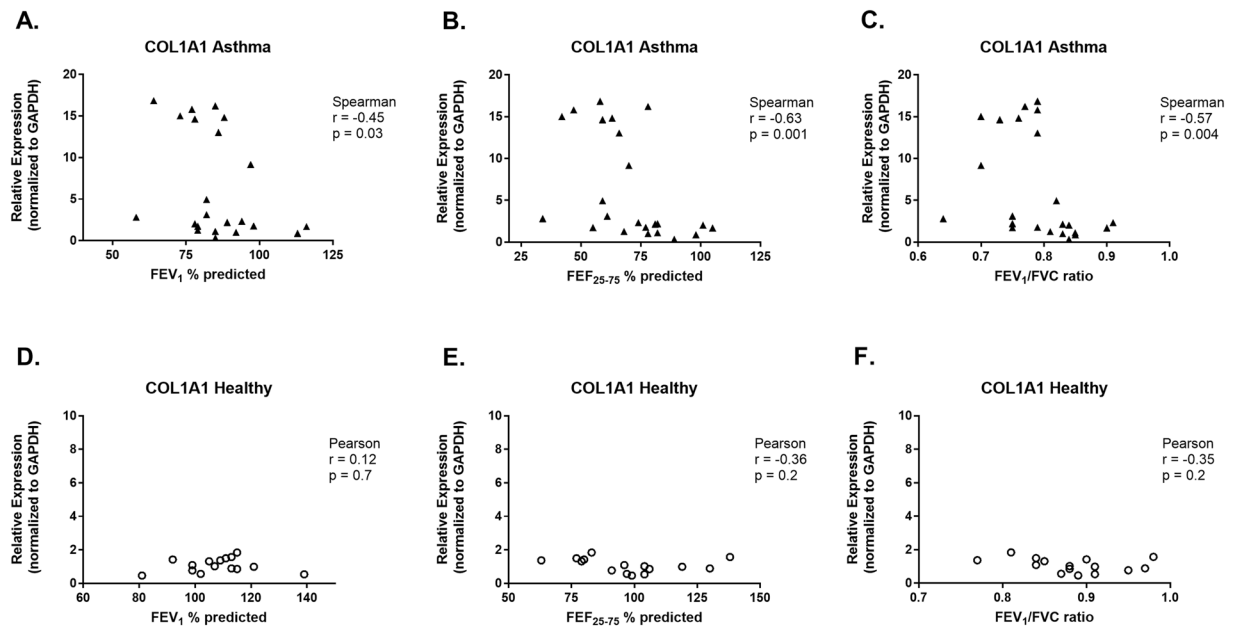 A.
COL1A1 Asthma
Relative Expression
(normalized to GAPDH)
20
15
10
5
0
50
75
100
125
FEV1 % predicted
Spearman
r = -0.45
p = 0.03
B.
COL1A1 Asthma
Relative Expression
(normalized to GAPDH)
20
15
10
5
0
25
50
75
100
125
FEF25-75 % predicted
Spearman
r = -0.63
p = 0.001
C.
COL1A1 Asthma
Relative Expression
(normalized to GAPDH)
20
15
10
5
0
0.6
0.7
0.8
0.9
1.0
FEV1/FVC ratio
Spearman
r = -0.57
p = 0.004
D.
COL1A1 Healthy
Relative Expression
(normalized to GAPDH)
10
8
6
4
2
0
60
80
100
120
140
FEV1 % predicted
Pearson
r = 0.12
p = 0.7
E.
COL1A1 Healthy
Relative Expression
(normalized to GAPDH)
10
8
6
4
2
0
50
75
100
125
150
FEF25-75 % predicted
Pearson
r = -0.36
p = 0.2
F.
COL1A1 Healthy
Relative Expression
(normalized to GAPDH)
10
8
6
4
2
0
0.7
0.8
0.9
1.0
FEV1/FVC ratio
Pearson
r = -0.35
p = 0.2